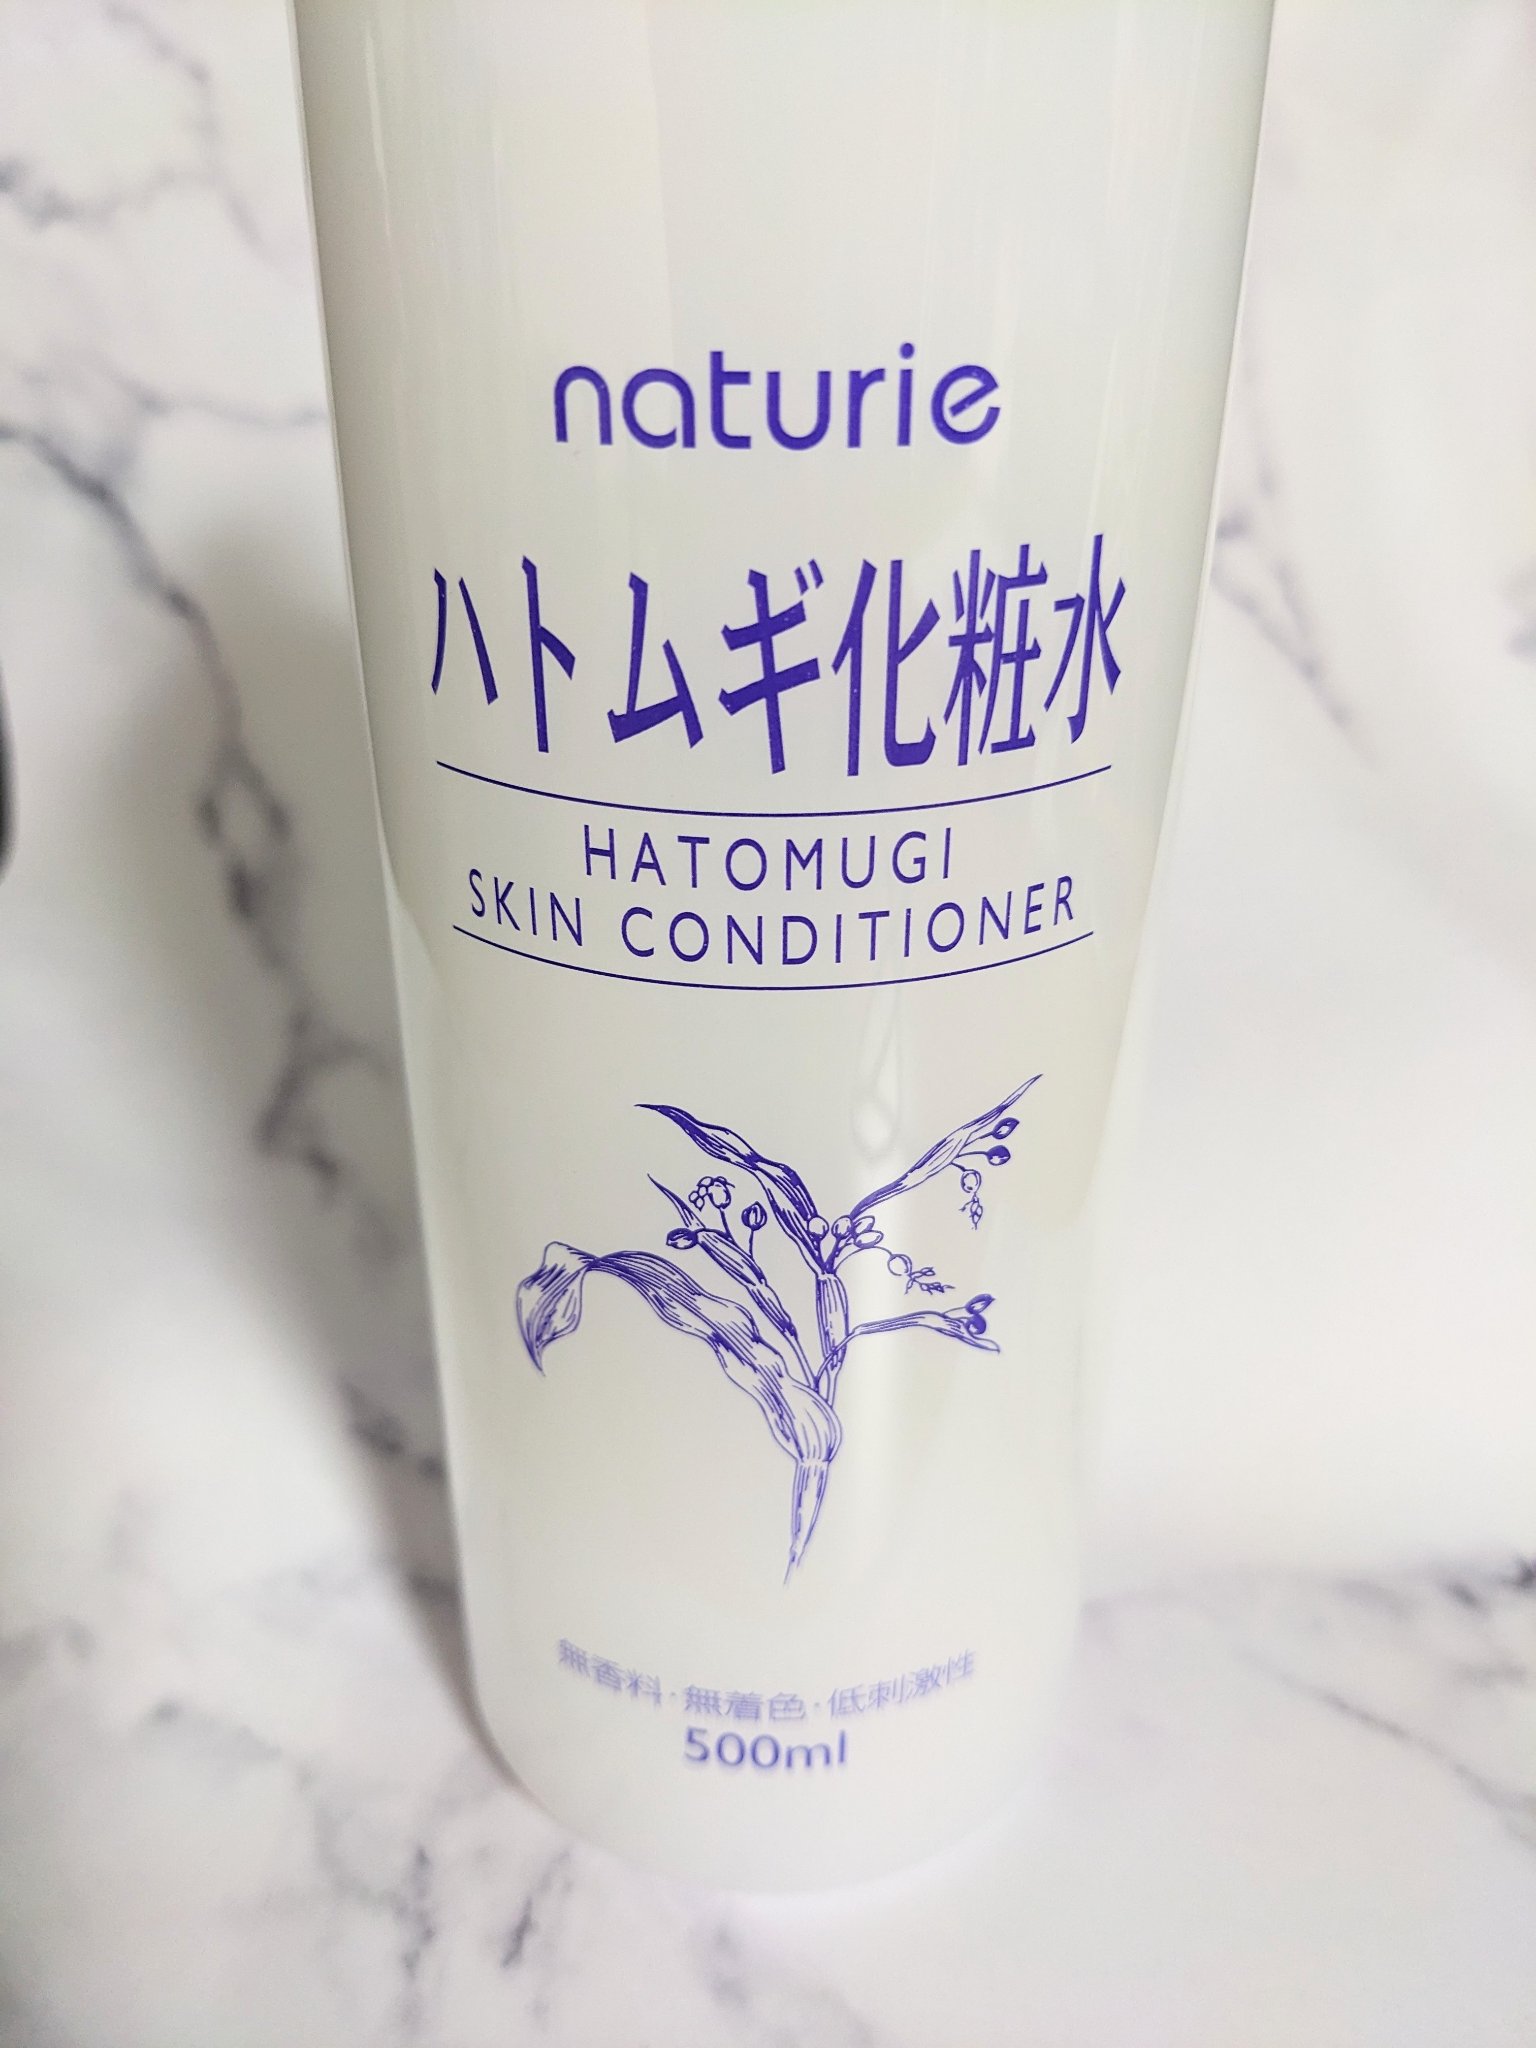 naturie
ハトムギ化粧水
HATOMUGI
SKIN CONDITIONER
無香料・無着色・低刺激性
500ml